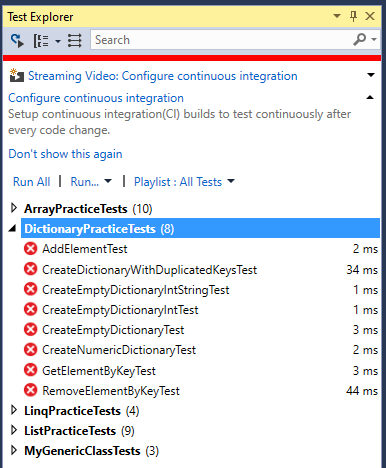 Test Explorer
Search
Streaming Video: Configure continuous integration
Configure continuous integration
Setup continuous integration(CI) builds to test continuously after
every code change.
Don't show this again
Run All | Run... | Playlist : All Tests
ArrayPracticeTests (10)
DictionaryPracticeTests (8)
AddElementTest 2 ms
CreateDictionaryWithDuplicatedKeysTest 34 ms
CreateEmptyDictionaryIntStringTest 1 ms
CreateEmptyDictionaryIntTest 1 ms
CreateEmptyDictionaryTest 3 ms
CreateNumericDictionaryTest 2 ms
GetElementByKeyTest 3 ms
RemoveElementByKeyTest 44 ms
LinqPracticeTests (4)
ListPracticeTests (9)
MyGenericClassTests (3)